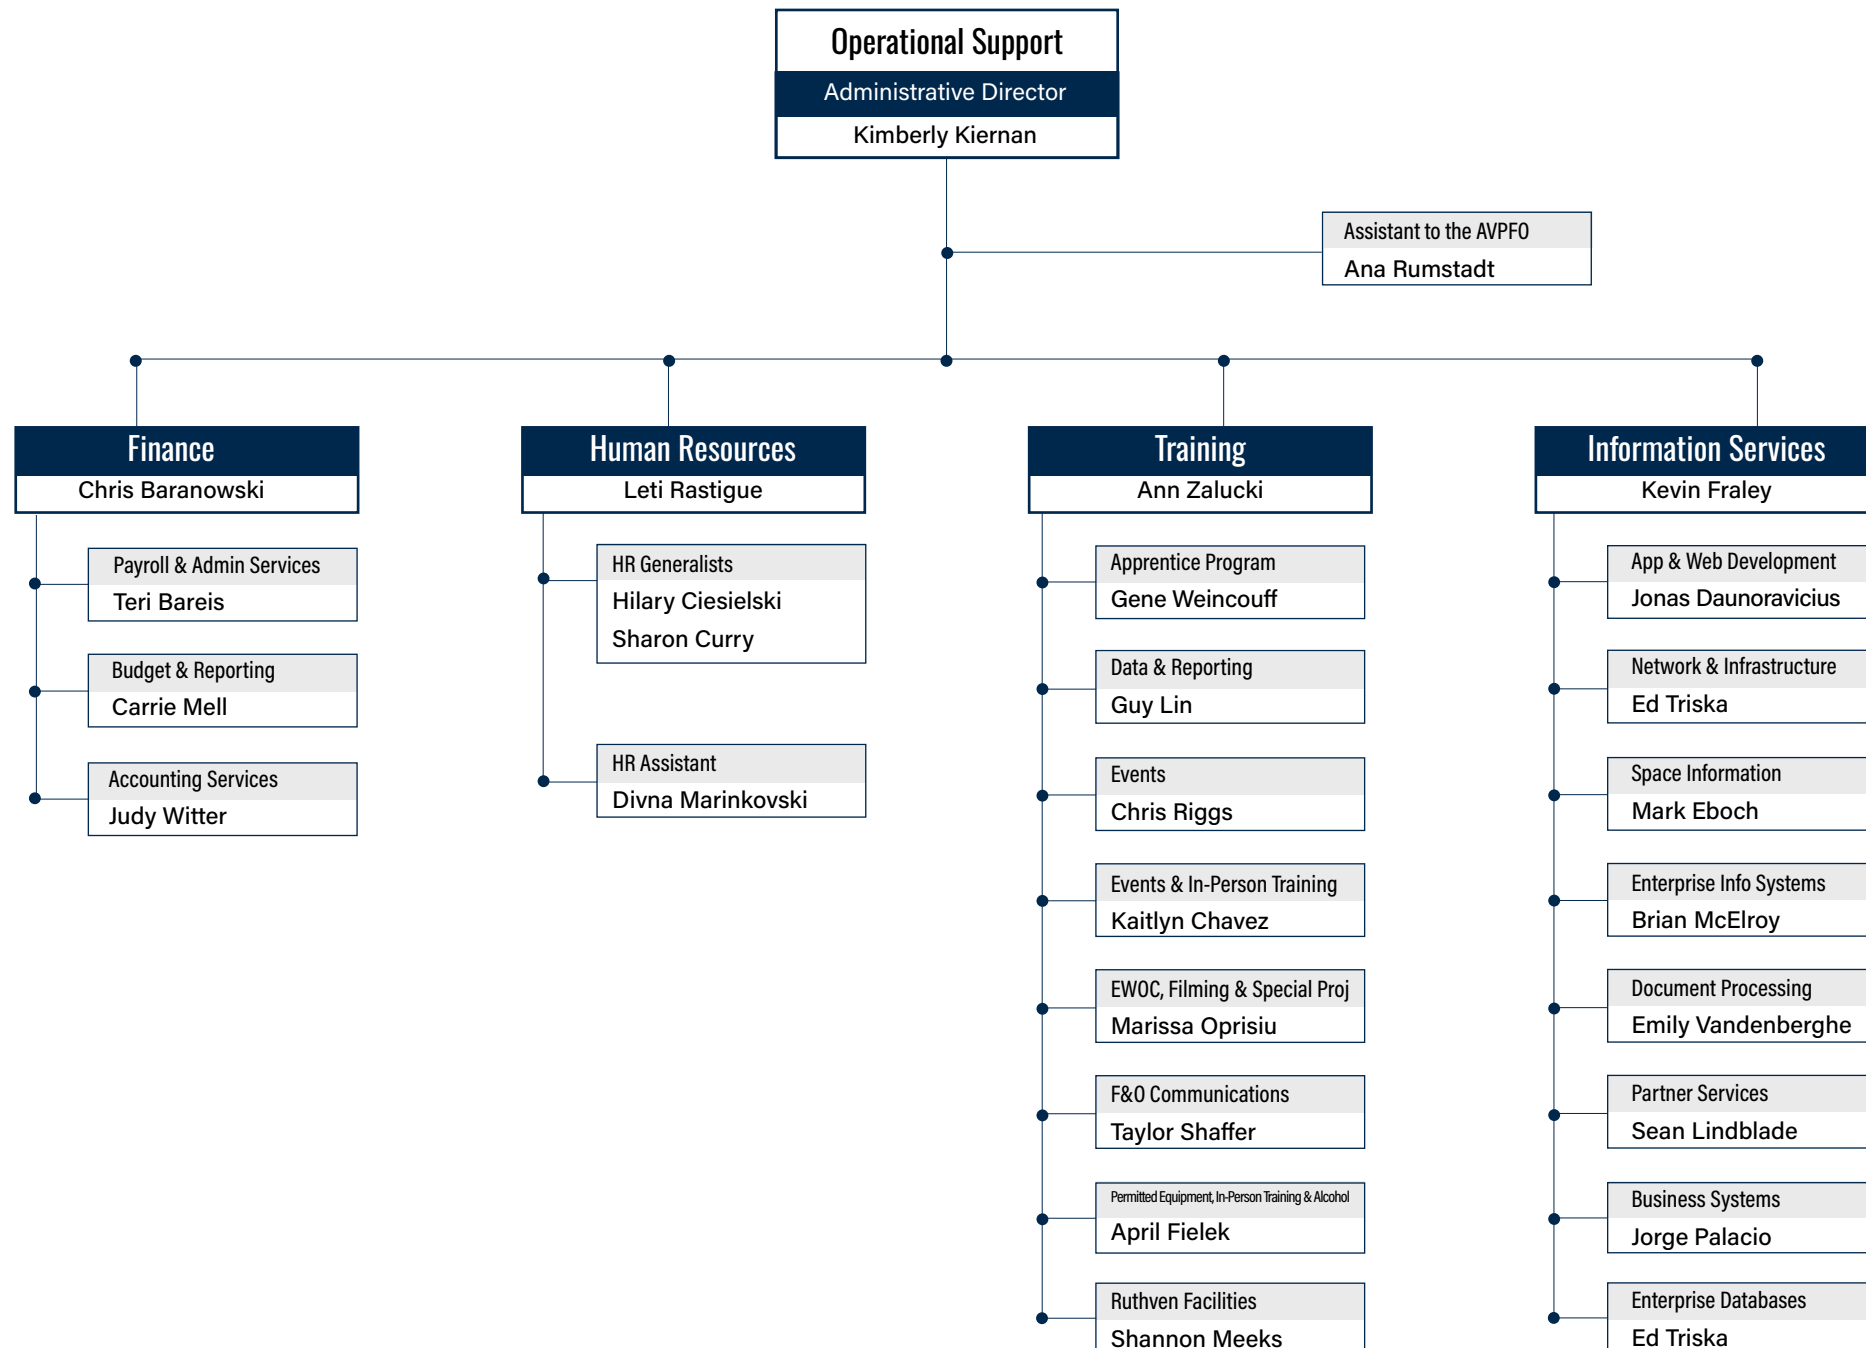 Operational Support
Administrative Director
Kimberly Kiernan
Assistant to the AVPFO
Ana Rumstadt
Finance
Chris Baranowski
Payroll & Admin Services
Teri Bareis
Budget & Reporting
Carrie Mell
Accounting Services
Judy Witter
Human Resources
Leti Rastigue
HR Generalists
Hilary Ciesielski
Sharon Curry
HR Assistant
Divna Marinkovski
Training
Ann Zalucki
Apprentice Program
Gene Weincouff
Data & Reporting
Guy Lin
Events
Chris Riggs
Events & In-Person Training
Kaitlyn Chavez
EWOC, Filming & Special Proj
Marissa Oprisiu
F&O Communications
Taylor Shaffer
Permitted Equipment, In-Person Training & Alcohol
April Fielek
Ruthven Facilities
Shannon Meeks
Information Services
Kevin Fraley
App & Web Development
Jonas Daunoravicius
Network & Infrastructure
Ed Triska
Space Information
Mark Eboch
Enterprise Info Systems
Brian McElroy
Document Processing
Emily Vandenberghe
Partner Services
Sean Lindblade
Business Systems
Jorge Palacio
Enterprise Databases
Ed Triska